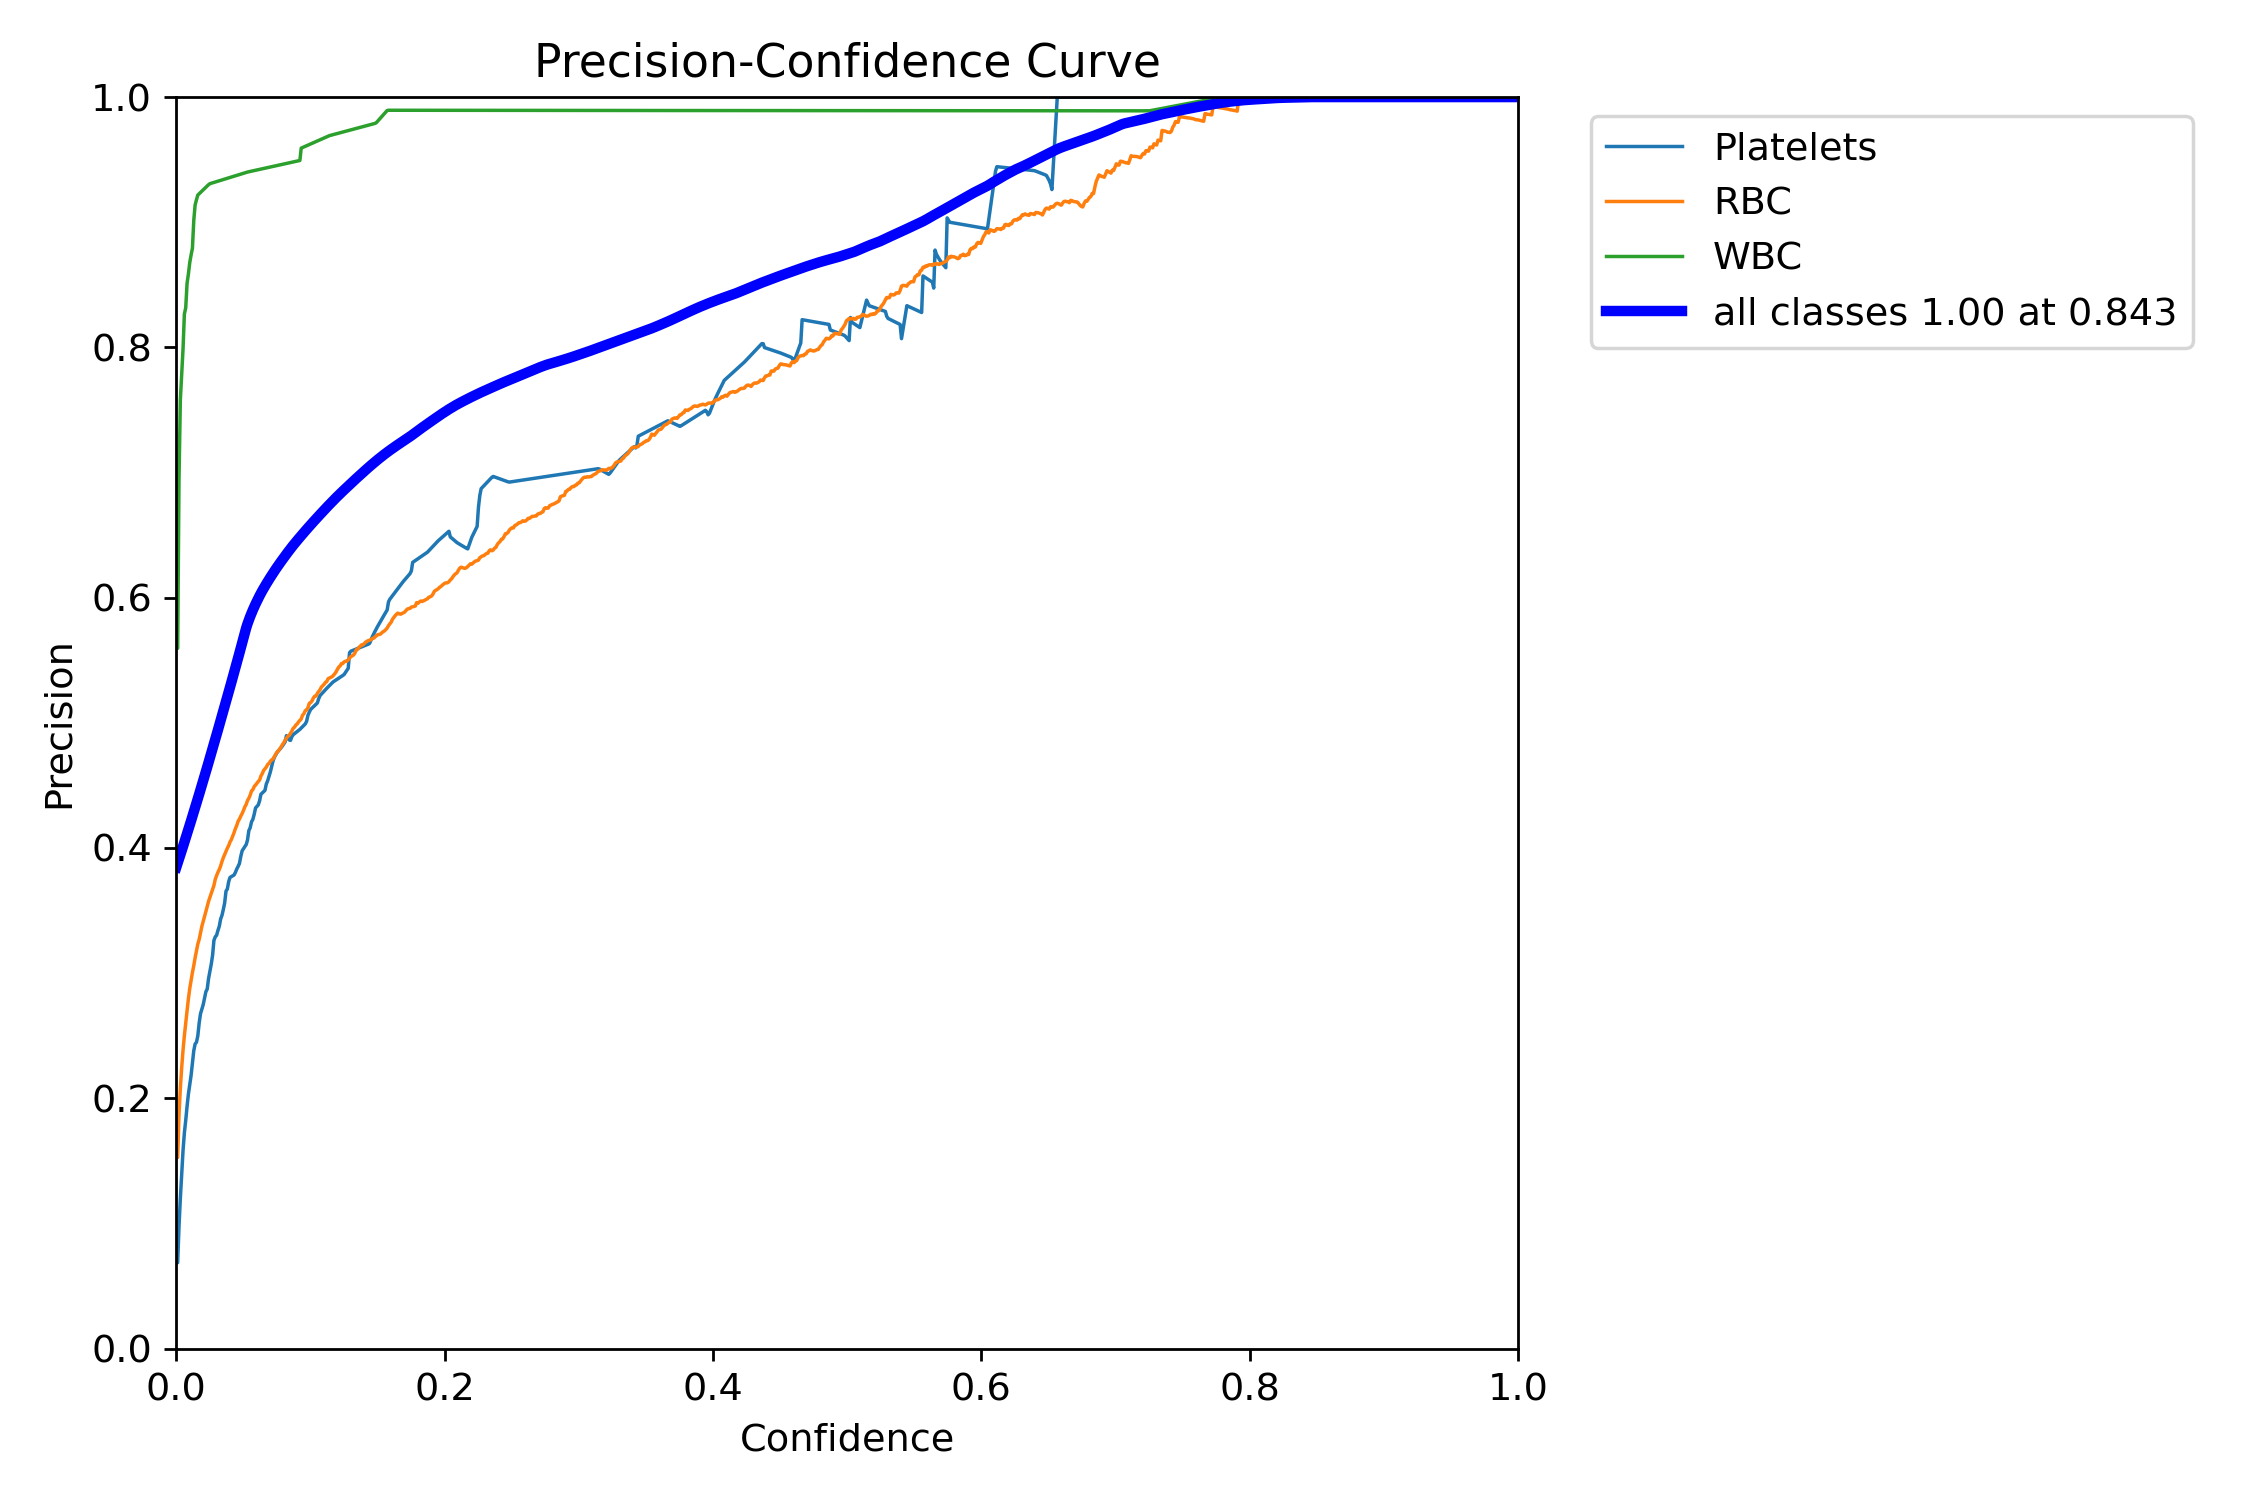 Precision-Confidence Curve
1.0
0.8
0.6
0.4
0.2
0.0
Precision
0.0 0.2 0.4 0.6 0.8 1.0
Confidence
Platelets
RBC
WBC
all classes 1.00 at 0.843